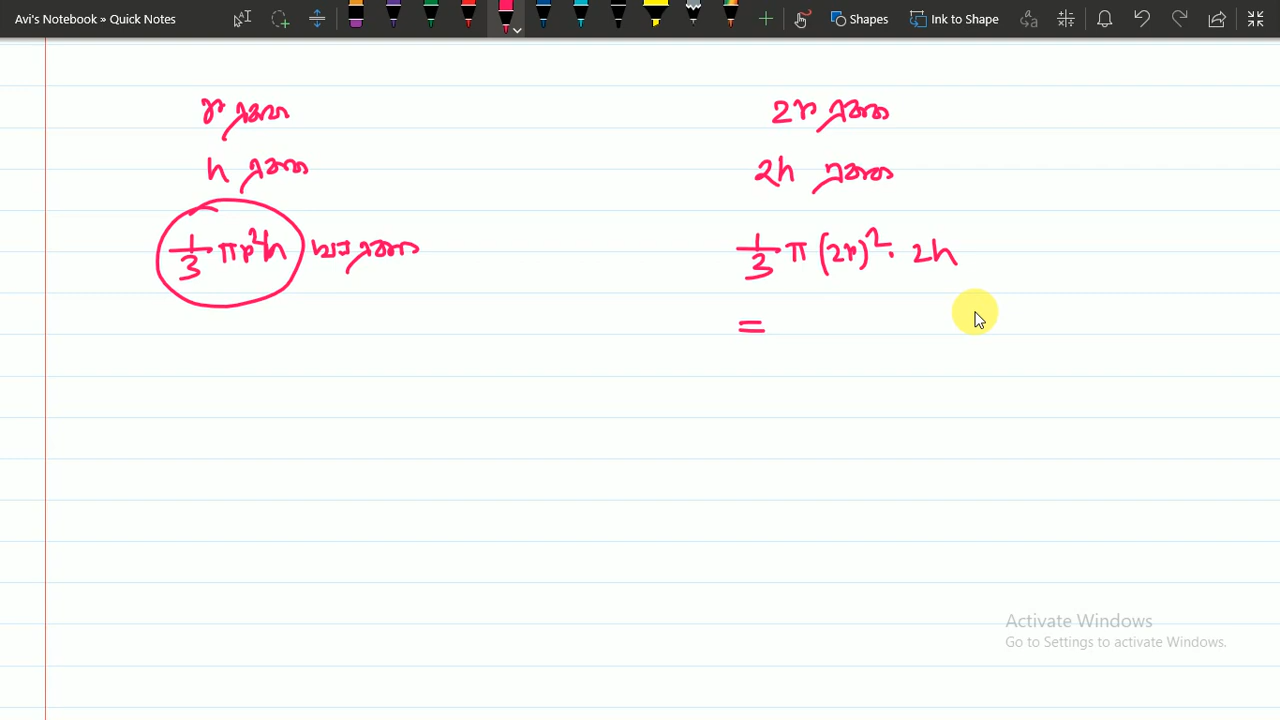 Avi's Notebook » Quick Notes
Shapes
Ink to Shape
r একক
h একক
1/3 πr²h ঘন একক
2r একক
2h একক
1/3 π (2r)² · 2h
=
Activate Windows
Go to Settings to activate Windows.